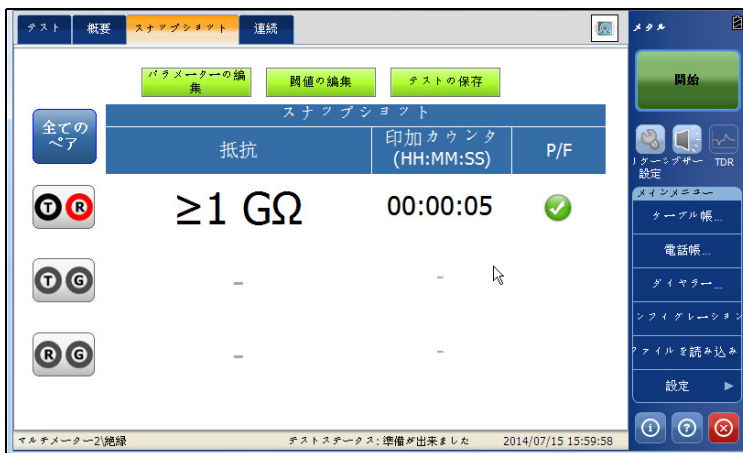 テスト
概要
スナップショット
連続
メタル
パラメーターの編
集
閾値の編集
テストの保存
開始
スナップショット
全ての
ペア
抵抗
印加カウンタ
(HH:MM:SS)
P/F
TDR
設定
メインメニュー
T R
≥1 GΩ
00:00:05
ケーブル帳...
電話帳...
T G
–
–
ダイヤラー...
ンフィグレーション
R G
–
–
ファイルを読み込み
設定
マルチメーター2\絶縁
テストステータス:準備が出来ました
2014/07/15 15:59:58